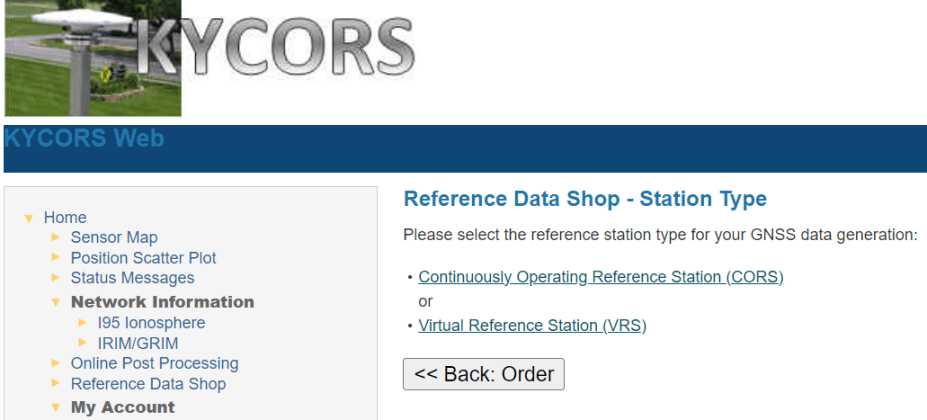 KYCORS
KYCORS Web
Home
Sensor Map
Position Scatter Plot
Status Messages
Network Information
I95 Ionosphere
IRIM/GRIM
Online Post Processing
Reference Data Shop
My Account
Reference Data Shop - Station Type
Please select the reference station type for your GNSS data generation:
• Continuously Operating Reference Station (CORS)
or
• Virtual Reference Station (VRS)
<< Back: Order